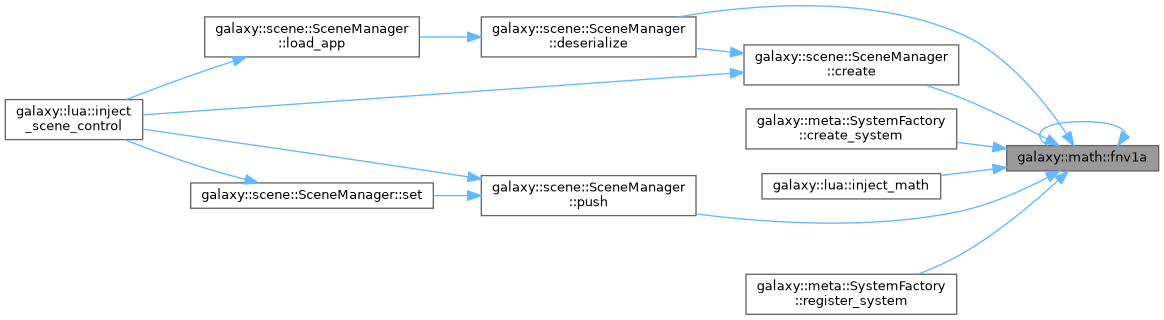 galaxy::scene::SceneManager
::load_app
galaxy::scene::SceneManager
::deserialize
galaxy::scene::SceneManager
::create
galaxy::lua::inject
_scene_control
galaxy::meta::SystemFactory
::create_system
galaxy::math::fnv1a
galaxy::lua::inject_math
galaxy::scene::SceneManager::set
galaxy::scene::SceneManager
::push
galaxy::meta::SystemFactory
::register_system